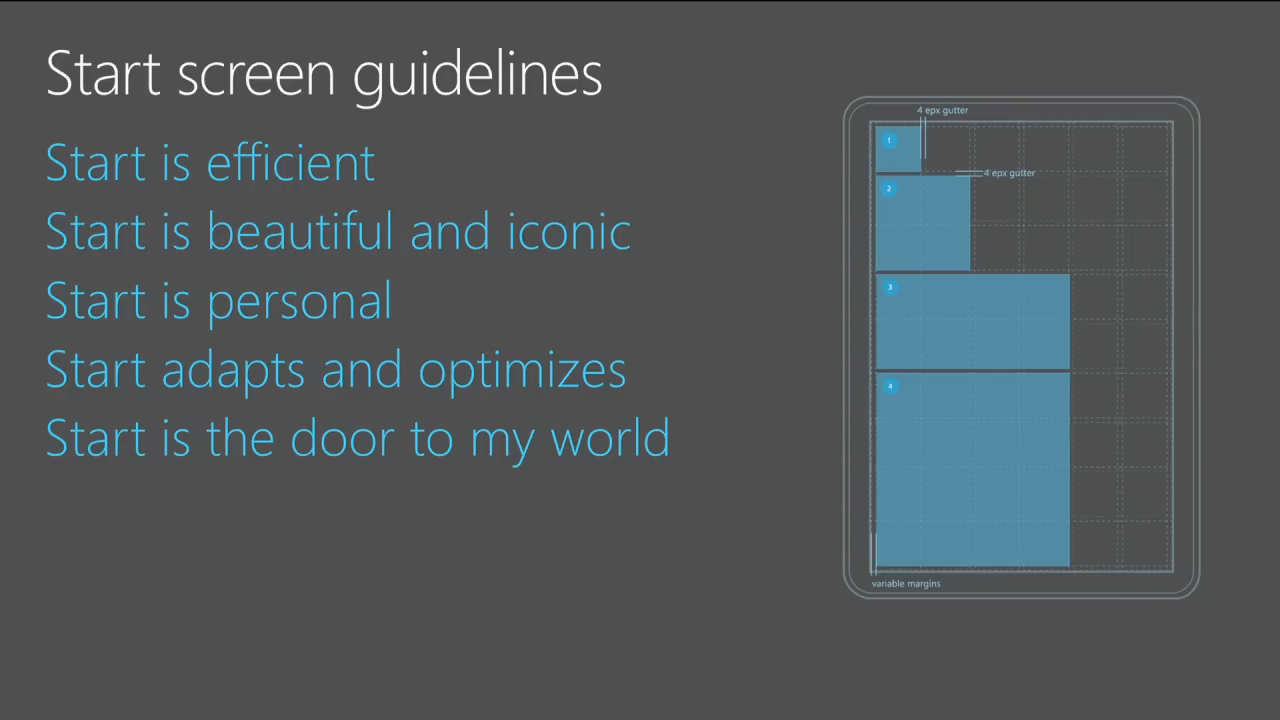 Start screen guidelines
Start is efficient
Start is beautiful and iconic
Start is personal
Start adapts and optimizes
Start is the door to my world
4 epx gutter
1
4 epx gutter
2
3
4
variable margins